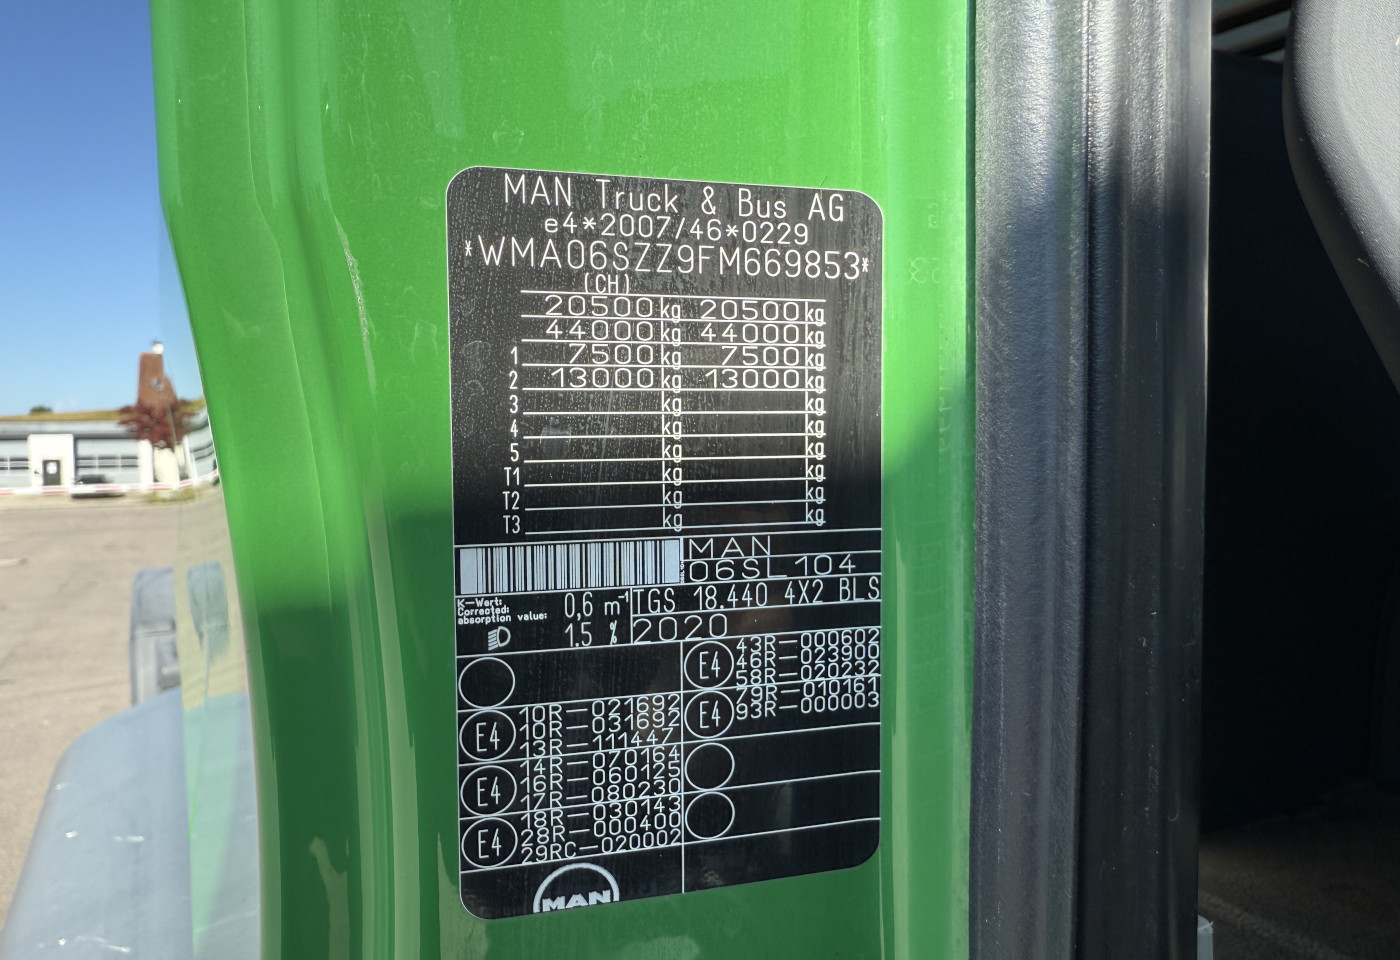 MAN Truck & Bus AG
e4*2007/46*0229
*WMA06SZZ9FM669853*
(CH)
20500 kg 20500 kg
44000 kg 44000 kg
1 7500 kg 7500 kg
2 13000 kg 13000 kg
3 kg kg
4 kg kg
5 kg kg
T1 kg kg
T2 kg kg
T3 kg kg
MAN
06SL104
K-Wert:
Corrected
absorption value: 0,6 m⁻¹
TGS 18.440 4X2 BLS
1.5 %
2020
E4
43R-000602
46R-023900
58R-020232
E4
79R-010161
93R-000003
E4
10R-021692
10R-031692
13R-111447
E4
14R-070164
16R-060125
17R-080230
E4
18R-030143
28R-000400
29RC-020002
MAN